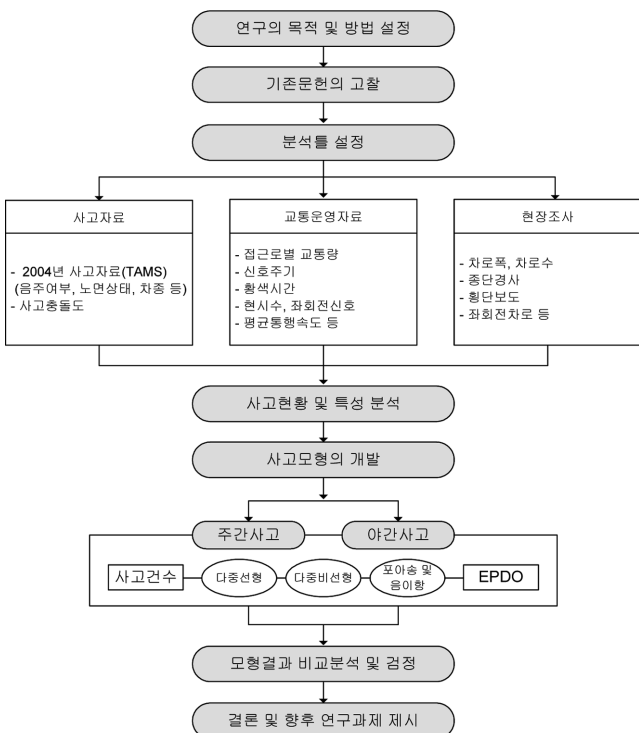 연구의 목적 및 방법 설정
기존문헌의 고찰
분석틀 설정
사고자료
- 2004년 사고자료(TAMS)
(음주여부, 노면상태, 차종 등)
- 사고충돌도
교통운영자료
- 접근로별 교통량
- 신호주기
- 황색시간
- 현시수, 좌회전신호
- 평균통행속도 등
현장조사
- 차로폭, 차로수
- 종단경사
- 횡단보도
- 좌회전차로 등
사고현황 및 특성 분석
사고모형의 개발
주간사고
야간사고
사고건수
다중선형
다중비선형
포아송 및
음이항
EPDO
모형결과 비교분석 및 검정
결론 및 향후 연구과제 제시